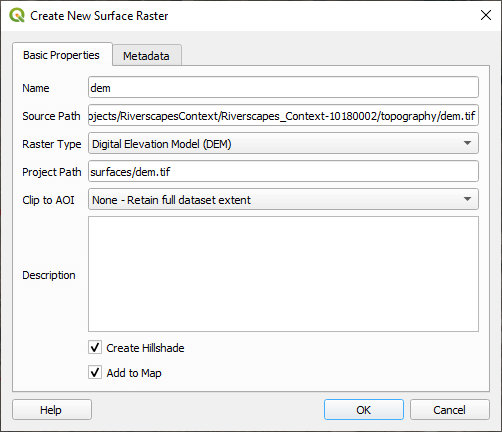 Create New Surface Raster
Basic Properties Metadata
Name dem
Source Path ojects/RiverscapesContext/Riverscapes_Context-10180002/topography/dem.tif
Raster Type Digital Elevation Model (DEM)
Project Path surfaces/dem.tif
Clip to AOI None - Retain full dataset extent
Description
Create Hillshade
Add to Map
Help OK Cancel